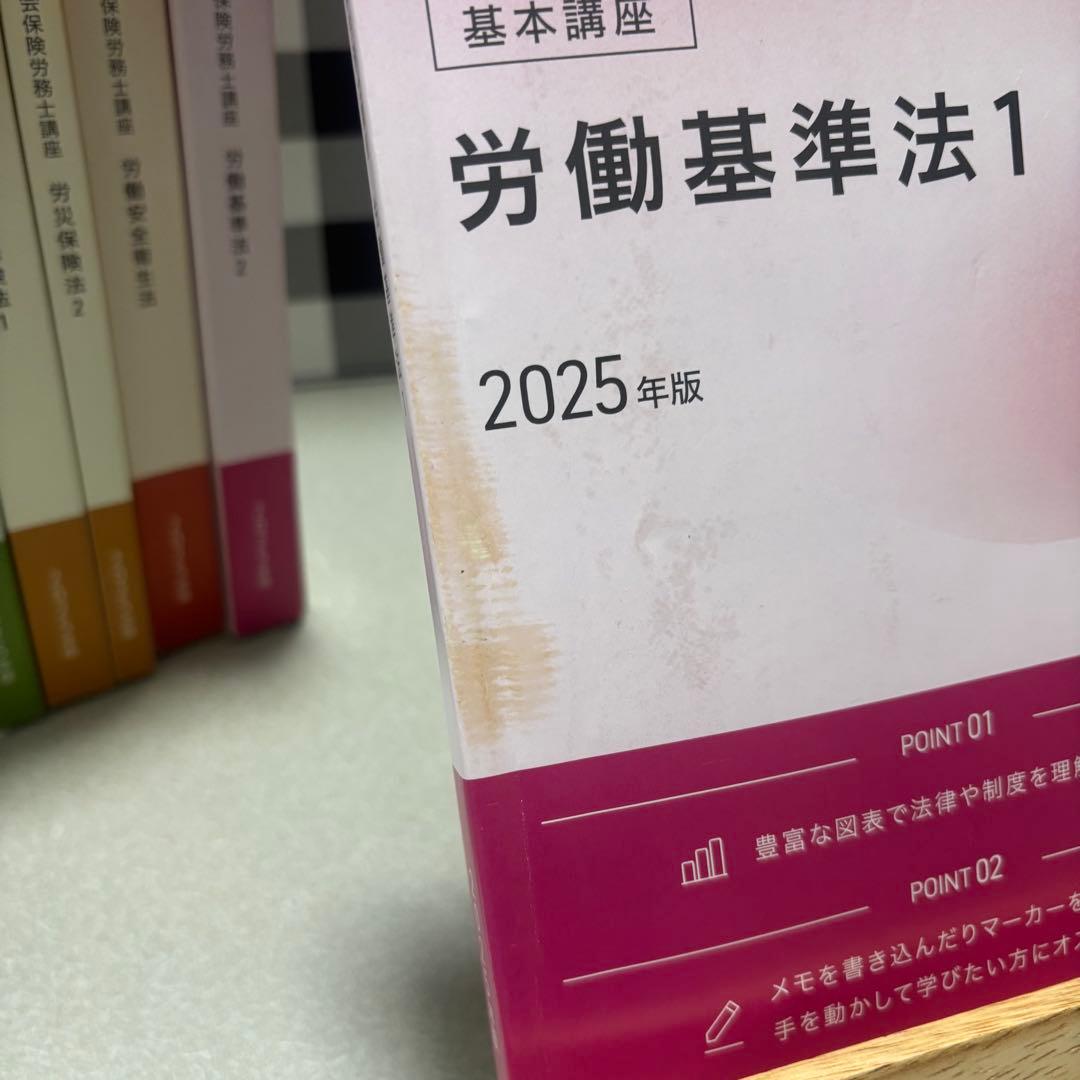 基本講座
労働基準法1
2025年版
POINT 01
豊富な図表で法律や制度を理解
POINT 02
メモを書き込んだりマーカーを
手を動かして学びたい方にオス
会保険労務士講座 労災保険法2
保険労務士講座 労働安全衛生法
保険労務士講座 労働基準法2